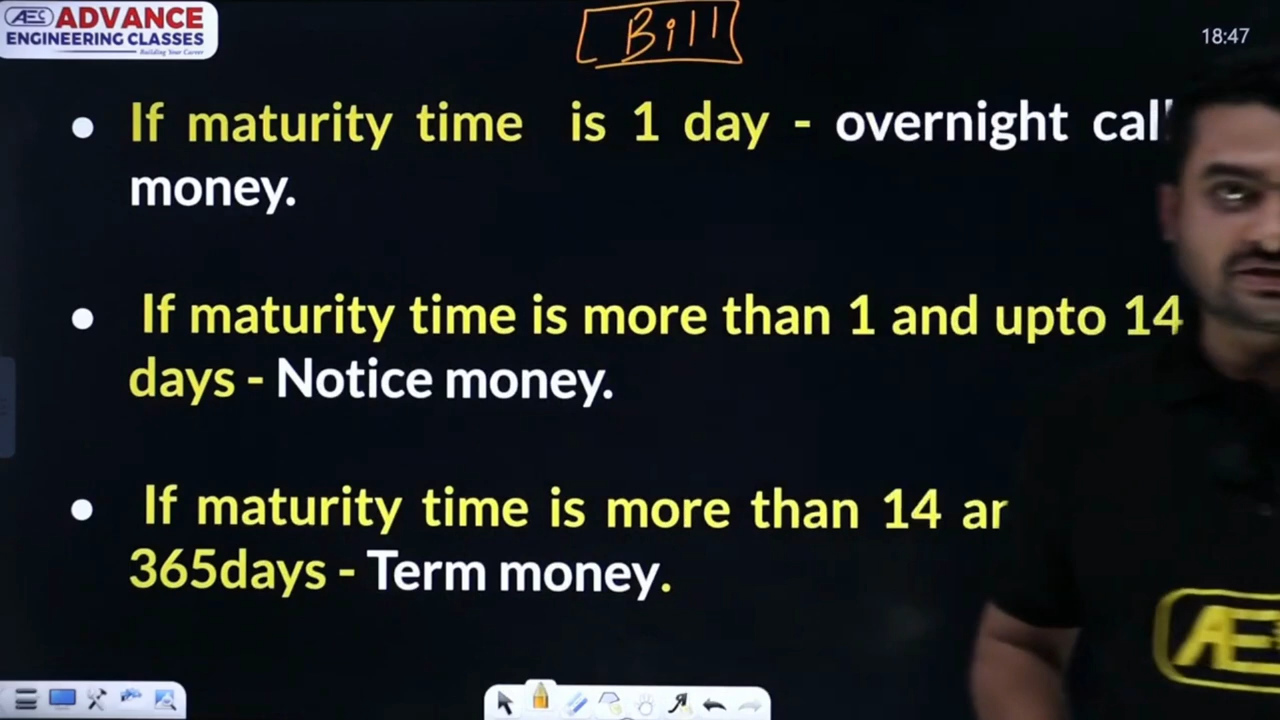 AEC ADVANCE
ENGINEERING CLASSES
Building Your Career
Bill
18:47
• If maturity time is 1 day - overnight call
money.
• If maturity time is more than 1 and upto 14
days - Notice money.
• If maturity time is more than 14
365days - Term money.
AEC